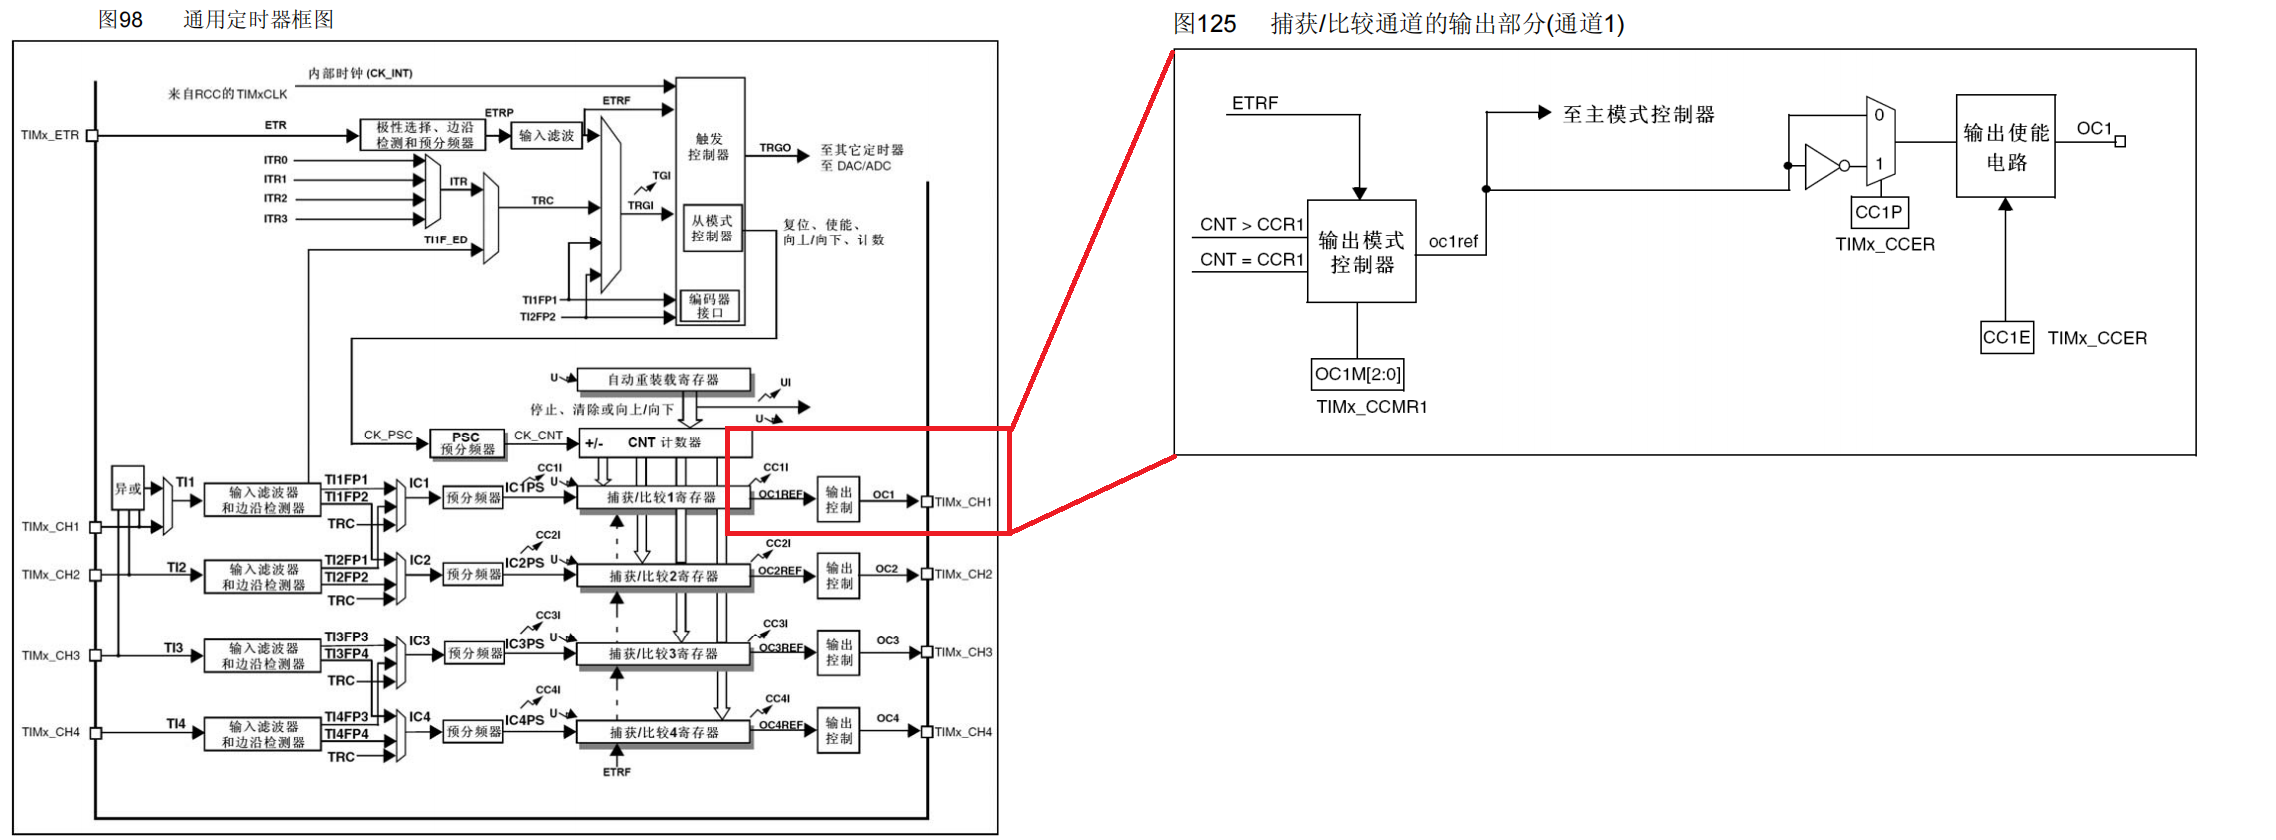 图98 通用定时器框图
内部时钟 (CK_INT)
来自RCC的TIMxCLK
ETRF
ETRP
TIMx_ETR
ETR
极性选择、边沿
检测和预分频器
输入滤波
触发
控制器
TRGO
至其它定时器
至 DAC/ADC
ITR0
ITR1
ITR2
ITR3
ITR
TRC
TGI
TRGI
TI1F_ED
从模式
控制器
复位、使能、
向上/向下、计数
TI1FP1
TI2FP2
编码器
接口
U
自动重装载寄存器
UI
停止、清除或向上/向下
U
CK_PSC
PSC
预分频器
CK_CNT
+/-
CNT 计数器
异或
TI1
输入滤波器
和边沿检测器
TI1FP1
TI1FP2
TRC
IC1
预分频器
CC1I
IC1PS
U
捕获/比较1寄存器
CC1I
OC1REF
输出
控制
OC1
TIMx_CH1
TIMx_CH1
TIMx_CH2
TI2
输入滤波器
和边沿检测器
TI2FP1
TI2FP2
TRC
IC2
预分频器
CC2I
IC2PS
U
捕获/比较2寄存器
CC2I
OC2REF
输出
控制
OC2
TIMx_CH2
TIMx_CH3
TI3
输入滤波器
和边沿检测器
TI3FP3
TI3FP4
TRC
IC3
预分频器
CC3I
IC3PS
U
捕获/比较3寄存器
CC3I
OC3REF
输出
控制
OC3
TIMx_CH3
TIMx_CH4
TI4
输入滤波器
和边沿检测器
TI4FP3
TI4FP4
TRC
IC4
预分频器
CC4I
IC4PS
U
捕获/比较4寄存器
CC4I
OC4REF
输出
控制
OC4
TIMx_CH4
ETRF
图125 捕获/比较通道的输出部分(通道1)
ETRF
至主模式控制器
CNT > CCR1
CNT = CCR1
输出模式
控制器
oc1ref
OC1M[2:0]
TIMx_CCMR1
0
1
CC1P
TIMx_CCER
输出使能
电路
OC1
CC1E
TIMx_CCER